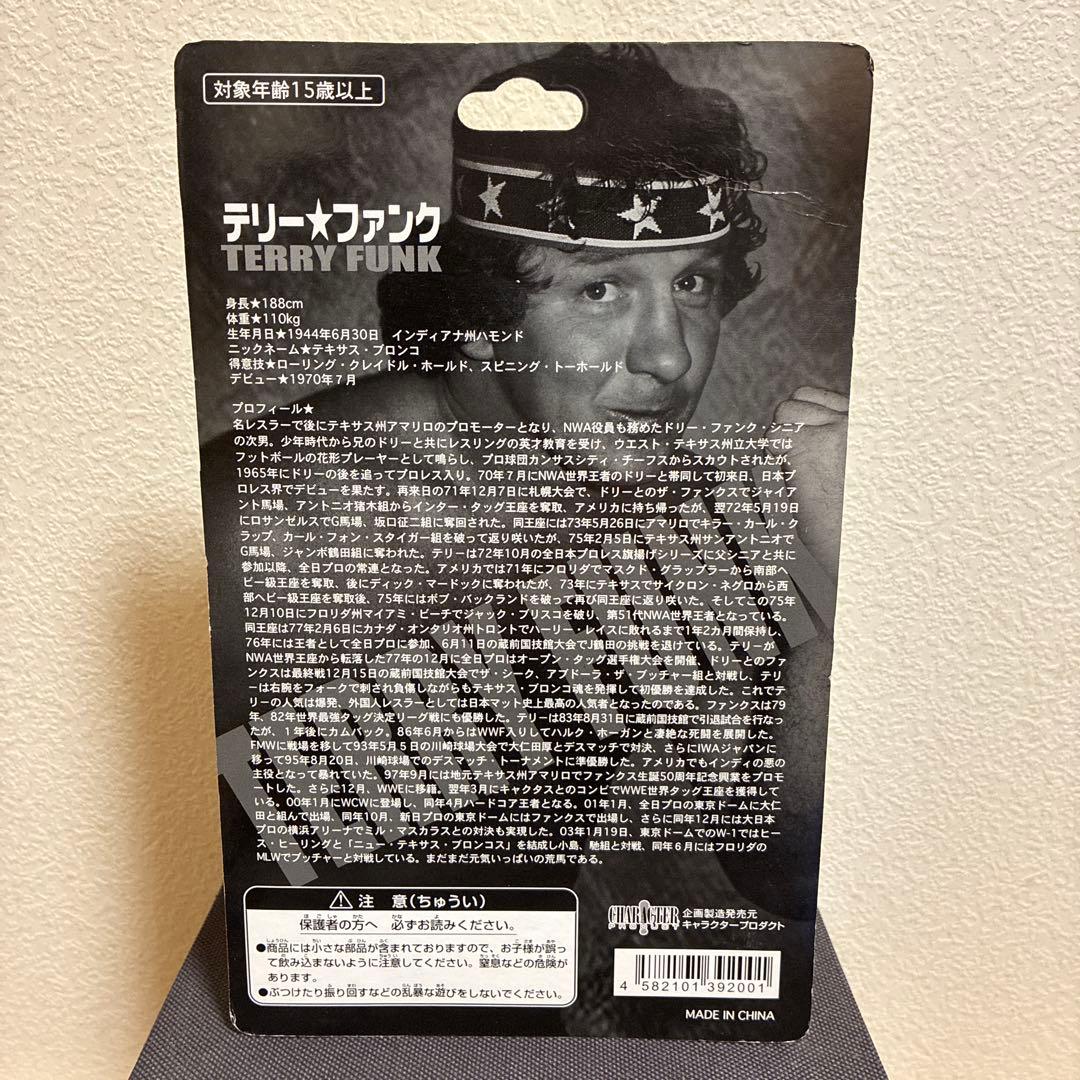 対象年齢15歳以上
テリー★ファンク
TERRY FUNK
身長★188cm
体重★110kg
生年月日★1944年6月30日 インディアナ州ハモンド
ニックネーム★テキサス・ブロンコ
得意技★ローリング・クレイドル・ホールド、スピニング・トーホールド
デビュー★1970年７月
プロフィール★
名レスラーで後にテキサス州アマリロのプロモーターとなり、NWA役員も務めたドリー・ファンク・シニア
の次男。少年時代から兄のドリーと共にレスリングの英才教育を受け、ウエスト・テキサス州立大学では
フットボールの花形プレーヤーとして鳴らし、プロ球団カンサスシティ・チーフスからスカウトされたが、
1965年にドリーの後を追ってプロレス入り。70年７月にNWA世界王者のドリーと帯同して初来日、日本プ
ロレス界でデビューを果たす。再来日の71年12月7日に札幌大会で、ドリーとのザ・ファンクスでジャイア
ント馬場、アントニオ猪木組からインター・タッグ王座を奪取、アメリカに持ち帰ったが、翌72年5月19日
にロサンゼルスでG馬場、坂口征二組に奪回された。同王座には73年5月26日にアマリロでキラー・カール・ク
ラップ、カール・フォン・スタイガー組を破って返り咲いたが、75年2月5日にテキサス州サンアントニオで
G馬場、ジャンボ鶴田組に奪われた。テリーは72年10月の全日本プロレス旗揚げシリーズに父シニアと共に
参加以降、全日プロの常連となった。アメリカでは71年にフロリダでマスクド・グラップラーから南部ヘ
ビー級王座を奪取、後にディック・マードックに奪われたが、73年にテキサスでサイクロン・ネグロから西
部ヘビー級王座を奪取後、75年にはボブ・バックランドを破って再び同王座に返り咲いた。そしてこの75年
12月10日にフロリダ州マイアミ・ビーチでジャック・ブリスコを破り、第51代NWA世界王者となっている。
同王座は77年2月6日にカナダ・オンタリオ州トロントでハーリー・レイスに敗れるまで1年2カ月間保持し、
76年には王者として全日プロに参加、6月11日の蔵前国技館大会でJ鶴田の挑戦を退けている。テリーが
NWA世界王座から転落した77年の12月に全日プロはオープン・タッグ選手権大会を開催、ドリーとのファ
ンクスは最終戦12月15日の蔵前国技館大会でザ・シーク、アブドーラ・ザ・ブッチャー組と対戦し、テリ
ーは右腕をフォークで刺され負傷しながらもテキサス・ブロンコ魂を発揮して初優勝を達成した。これでテ
リーの人気は爆発、外国人レスラーとしては日本マット史上最高の人気者となったのである。ファンクスは79
年、82年世界最強タッグ決定リーグ戦にも優勝した。テリーは83年8月31日に蔵前国技館で引退試合を行なっ
たが、１年後にカムバック。86年6月からはWWF入りしてハルク・ホーガンと凄絶な死闘を展開した。
FMWに戦場を移して93年５月５日の川崎球場大会で大仁田厚とデスマッチで対決、さらにIWAジャパンに
移って95年8月20日、川崎球場でのデスマッチ・トーナメントに準優勝した。アメリカでもインディの悪の
主役となって暴れていた。97年9月には地元テキサス州アマリロでファンクス生誕50周年記念興業をプロモ
ートした。さらに12月、WWEに移籍、翌年3月にキャクタスとのコンビでWWE世界タッグ王座を獲得して
いる。00年1月にWCWに登場し、同年4月ハードコア王者となる。01年1月、全日プロの東京ドームに大仁
田と組んで出場、同年10月、新日プロの東京ドームにはファンクスで出場し、さらに同年12月には大日本
プロの横浜アリーナでミル・マスカラスとの対決も実現した。03年1月19日、東京ドームでのW-1ではヒー
ス・ヒーリングと「ニュー・テキサス・ブロンコス」を結成し小島、馳組と対戦、同年６月にはフロリダの
MLWでブッチャーと対戦している。まだまだ元気いっぱいの荒馬である。
TERRY FUNK
注 意(ちゅうい)
保護者の方へ 必ずお読みください。
●商品には小さな部品が含まれておりますので、お子様が誤っ
て飲み込まないように注意してください。窒息などの危険が
あります。
●ぶつけたり振り回すなどの乱暴な遊びをしないでください。
CHARACTER
PRODUCT
企画製造発売元
キャラクタープロダクト
4 582101 392001
MADE IN CHINA